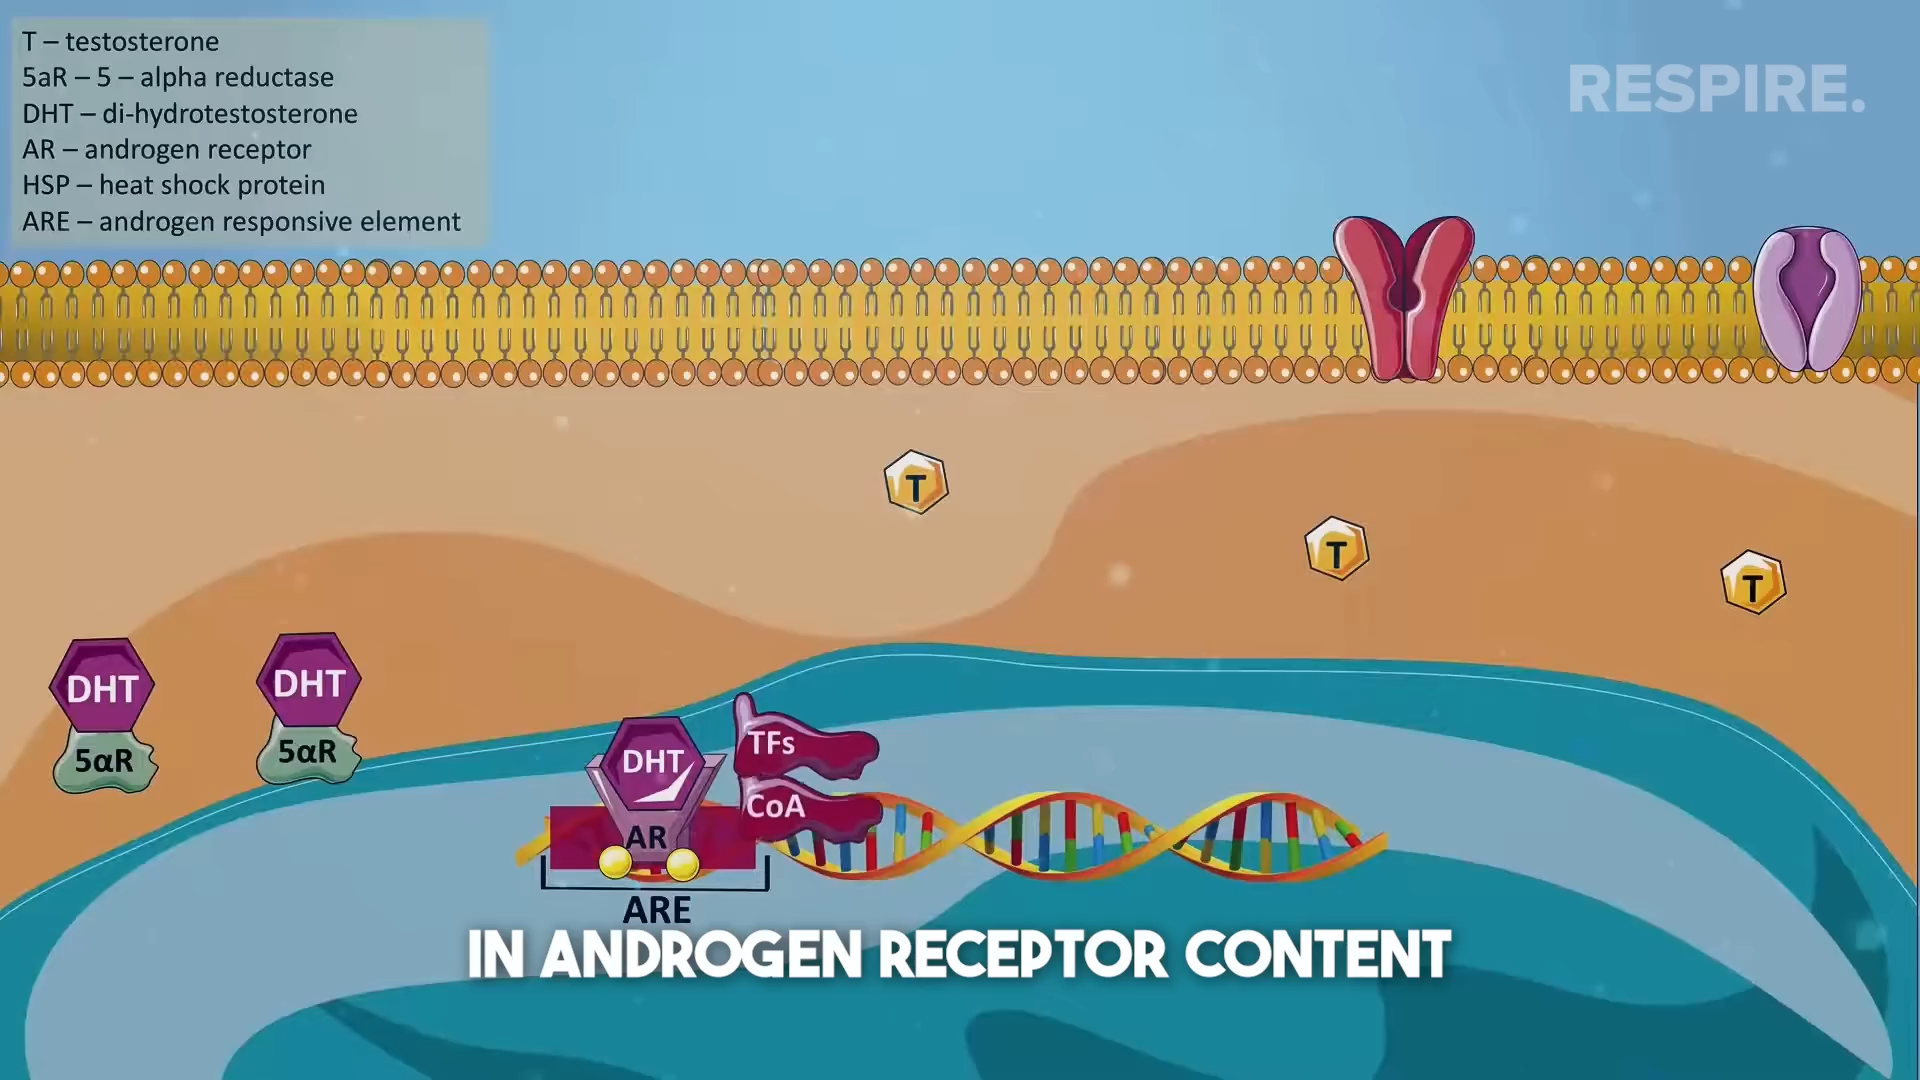 T – testosterone
5aR – 5 – alpha reductase
DHT – di-hydrotestosterone
AR – androgen receptor
HSP – heat shock protein
ARE – androgen responsive element
RESPIRE.
T
T
T
DHT
5αR
DHT
5αR
DHT
AR
TFs
CoA
ARE
IN ANDROGEN RECEPTOR CONTENT